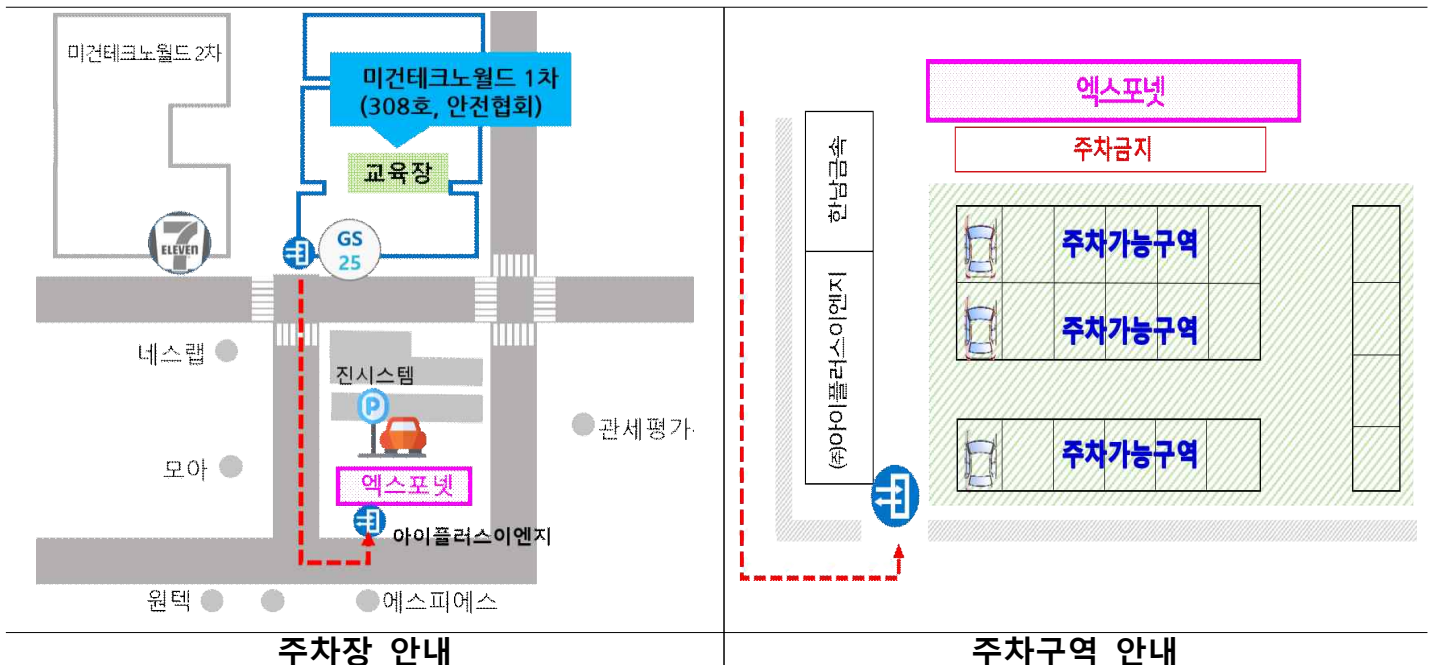 미건테크노월드 2차
미건테크노월드 1차
(308호, 안전협회)
교육장
7
ELEVEN
GS
25
네스랩
진시스템
P
관세평가
모아
엑스포넷
아이플러스이엔지
원텍
에스피에스
주차장 안내
엑스포넷
주차금지
한남금속
(주)아이플러스이엔지
주차가능구역
주차가능구역
주차가능구역
주차구역 안내